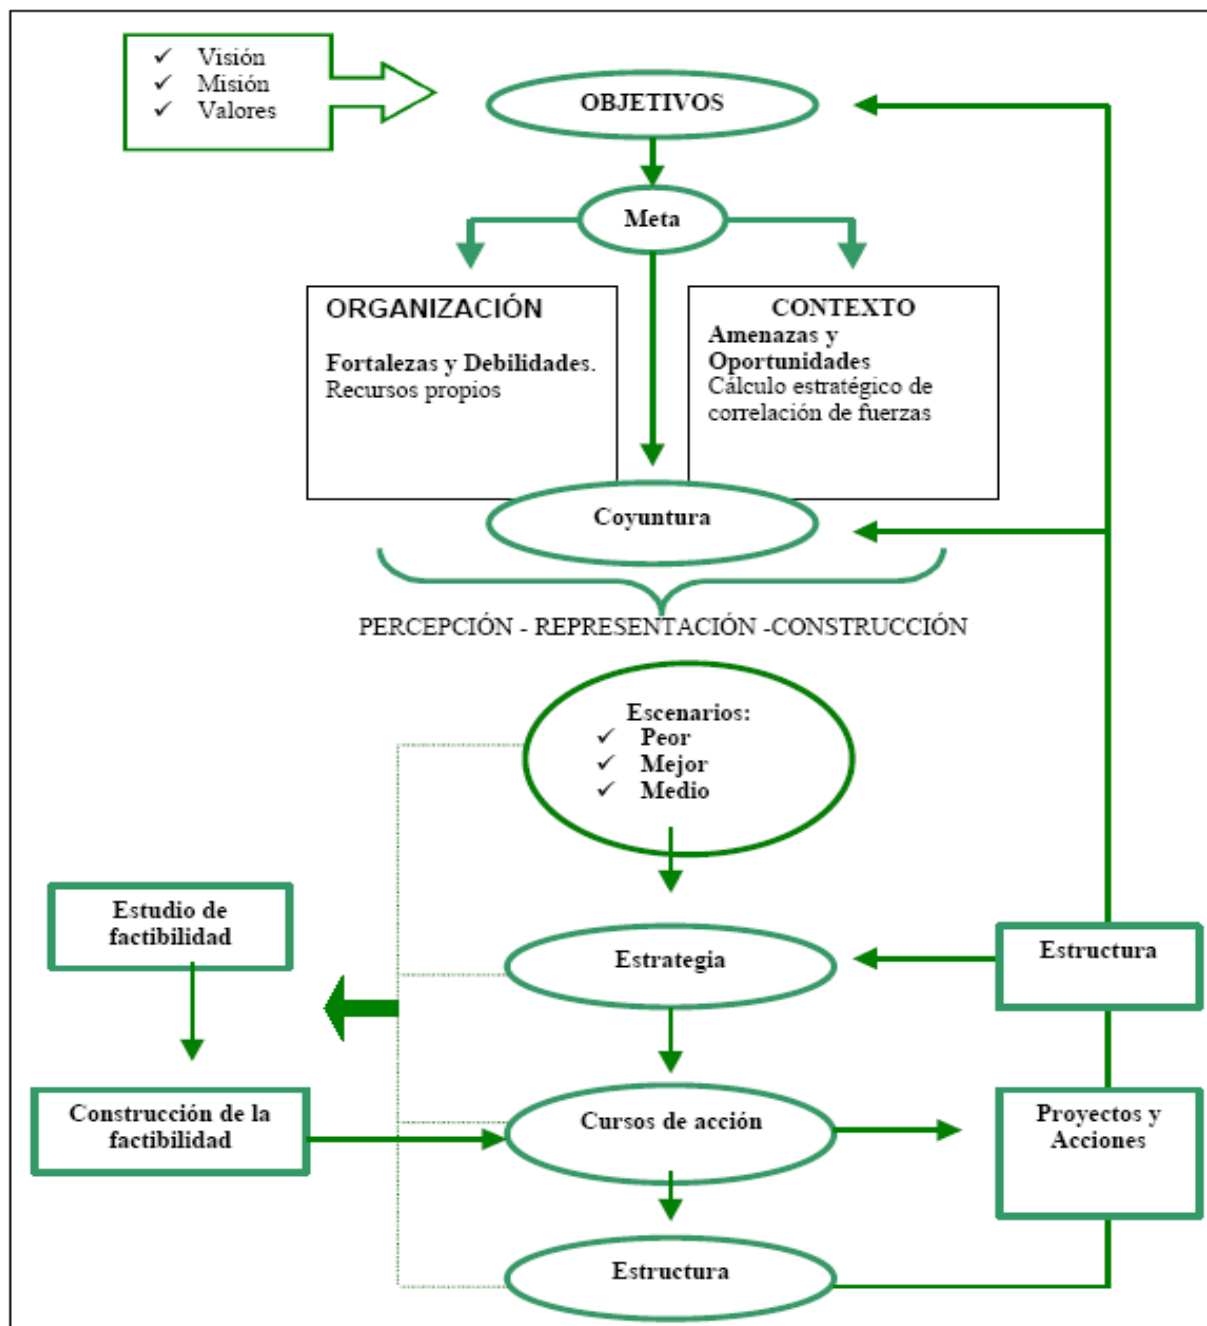 ✓ Visión
✓ Misión
✓ Valores
OBJETIVOS
Meta
ORGANIZACIÓN
Fortalezas y Debilidades.
Recursos propios
CONTEXTO
Amenazas y
Oportunidades
Cálculo estratégico de
correlación de fuerzas
Coyuntura
PERCEPCIÓN - REPRESENTACIÓN -CONSTRUCCIÓN
Escenarios:
✓ Peor
✓ Mejor
✓ Medio
Estudio de
factibilidad
Estrategia
Estructura
Construcción de la
factibilidad
Cursos de acción
Proyectos y
Acciones
Estructura